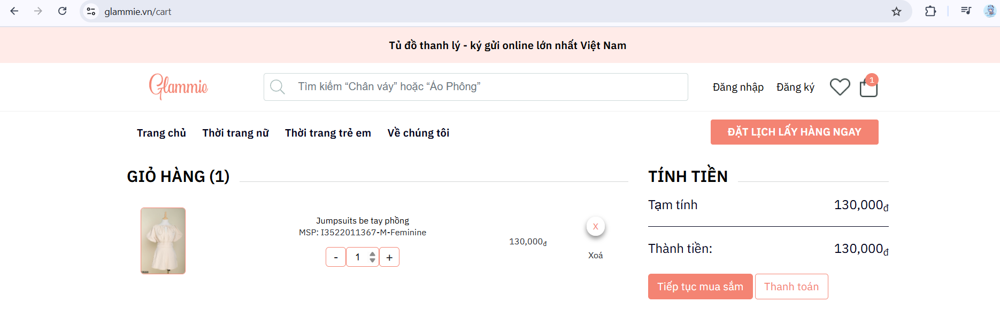 glammie.vn/cart
Tủ đồ thanh lý - ký gửi online lớn nhất Việt Nam
Glammie
Tìm kiếm “Chân váy” hoặc “Áo Phông”
Đăng nhập
Đăng ký
1
Trang chủ
Thời trang nữ
Thời trang trẻ em
Về chúng tôi
ĐẶT LỊCH LẤY HÀNG NGAY
GIỎ HÀNG (1)
Jumpsuits be tay phồng
MSP: I3522011367-M-Feminine
- 1 +
130,000đ
X
Xoá
TÍNH TIỀN
Tạm tính 130,000đ
Thành tiền: 130,000đ
Tiếp tục mua sắm
Thanh toán